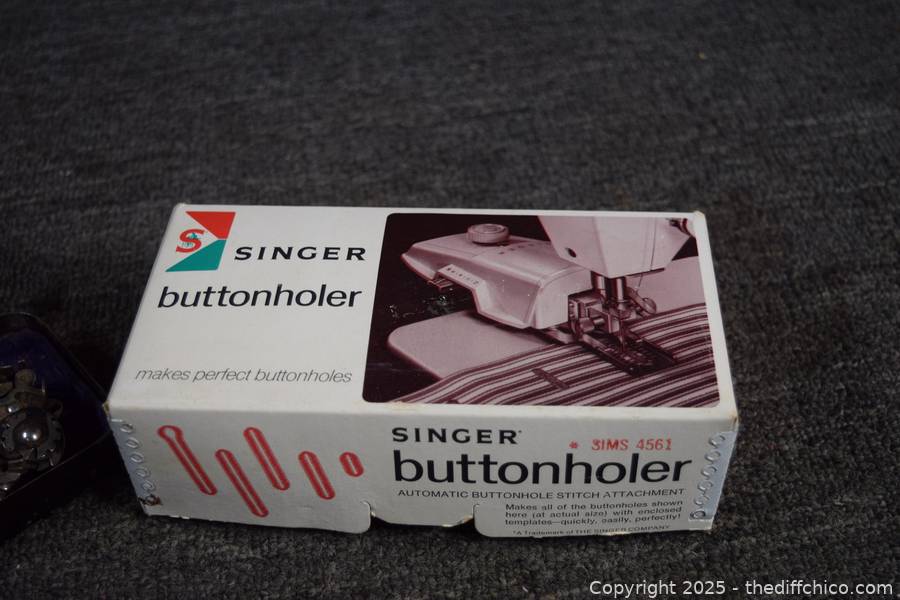 S
SINGER
buttonholer
makes perfect buttonholes
SINGER*
* SIMS 4561
buttonholer
AUTOMATIC BUTTONHOLE STITCH ATTACHMENT
Makes all of the buttonholes shown
here (at actual size) with enclosed
templates—quickly, easily, perfectly!
*A Trademark of THE SINGER COMPANY
Copyright 2025 - thediffchico.com